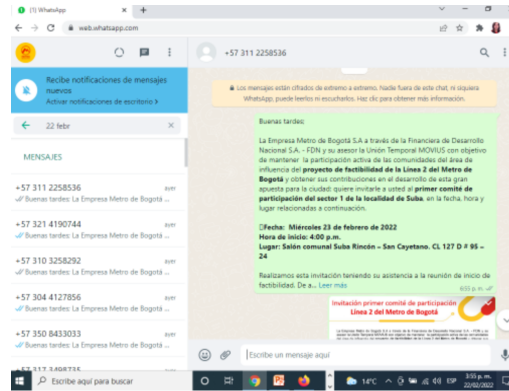 (1) WhatsApp
web.whatsapp.com
Recibe notificaciones de mensajes
nuevos
Activar notificaciones de escritorio >
22 febr
MENSAJES
+57 311 2258536
ayer
Buenas tardes: La Empresa Metro de Bogotá ...
+57 321 4190744
ayer
Buenas tardes: La Empresa Metro de Bogotá ...
+57 310 3258292
ayer
Buenas tardes: La Empresa Metro de Bogotá ...
+57 304 4127856
ayer
Buenas tardes: La Empresa Metro de Bogotá ...
+57 350 8433033
ayer
Buenas tardes: La Empresa Metro de Bogotá ...
+57 317 3498735
+57 311 2258536
Los mensajes están cifrados de extremo a extremo. Nadie fuera de este chat, ni siquiera
WhatsApp, puede leerlos ni escucharlos. Haz clic para obtener más información.
Buenas tardes:
La Empresa Metro de Bogotá S.A a través de la Financiera de Desarrollo
Nacional S.A. - FDN y su asesor la Unión Temporal MOVIUS con objetivo
de mantener la participación activa de las comunidades del área de
influencia del proyecto de factibilidad de la Línea 2 del Metro de
Bogotá y obtener sus contribuciones en el desarrollo de esta gran
apuesta para la ciudad; quiere invitarle a usted al primer comité de
participación del sector 1 de la localidad de Suba, en la fecha, hora y
lugar relacionadas a continuación.
Fecha: Miércoles 23 de febrero de 2022
Hora de inicio: 4:00 p.m.
Lugar: Salón comunal Suba Rincón – San Cayetano. CL 127 D # 95 –
24
Realizamos esta invitación teniendo su asistencia a la reunión de inicio de
factibilidad. De a... Leer más
6:55 p. m.
Invitación primer comité de participación
Línea 2 del Metro de Bogotá
Escribe un mensaje aquí
Escribe aquí para buscar
14°C
ESP
3:55 p. m.
22/02/2022